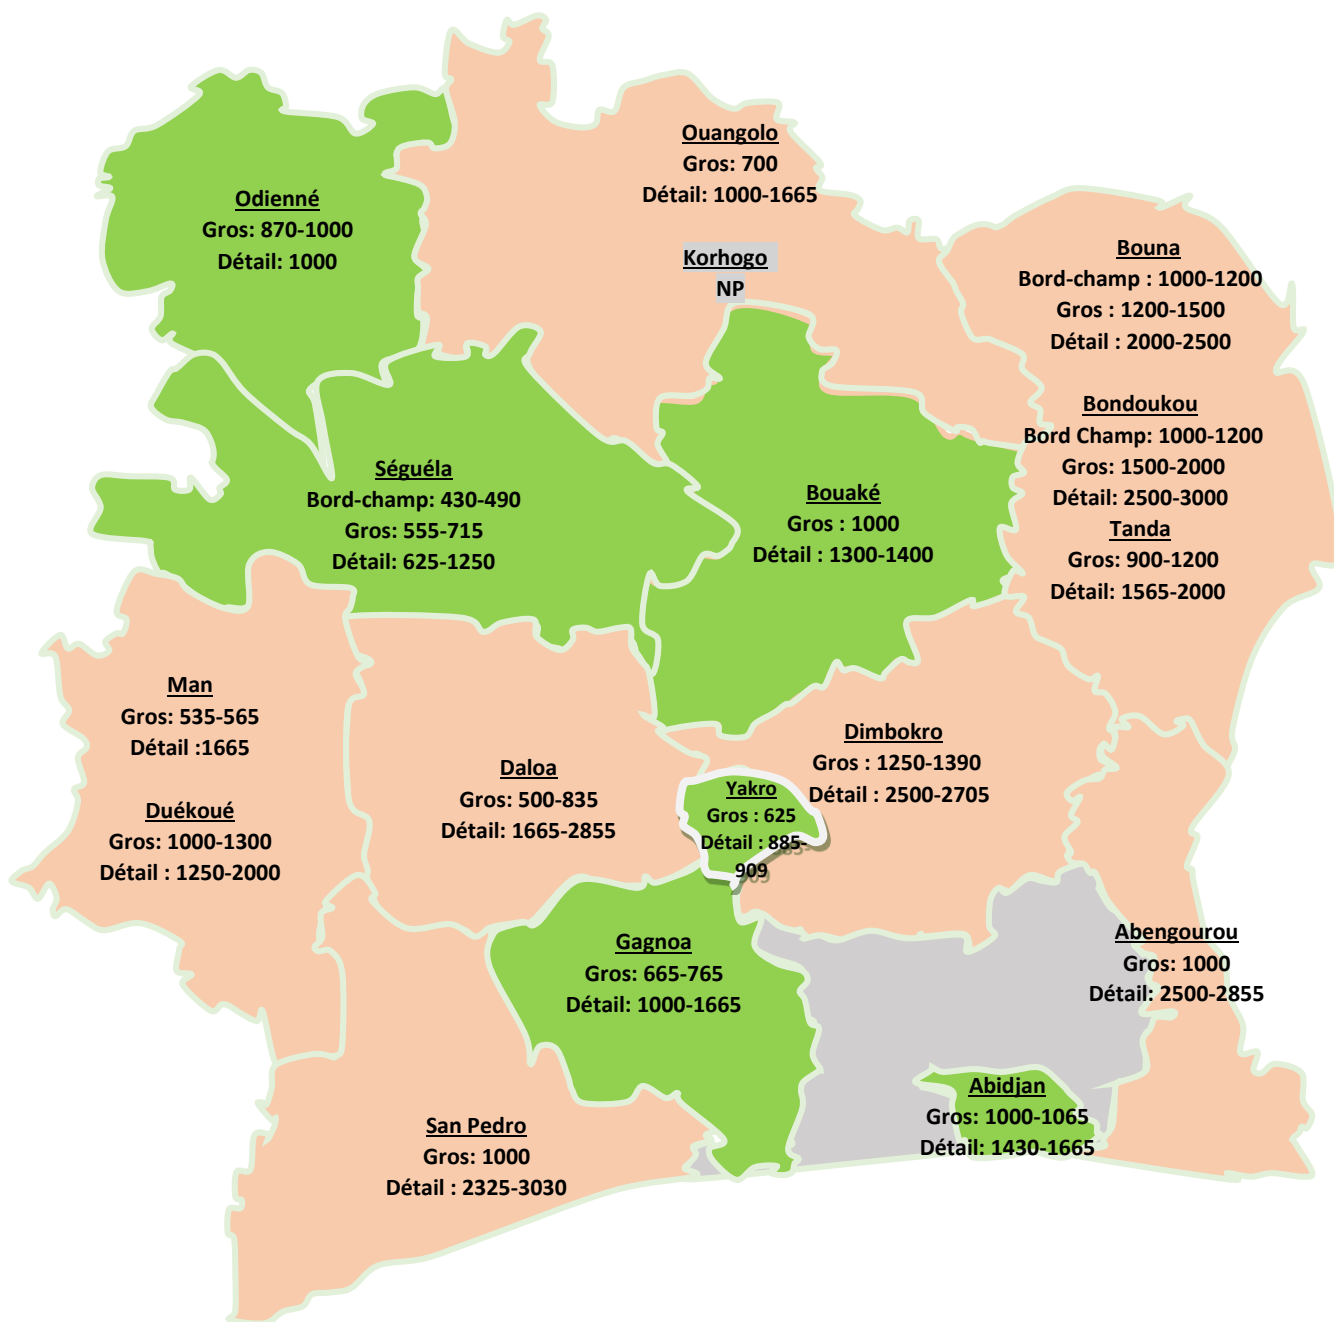 Ouangolo
Gros: 700
Détail: 1000-1665
Korhogo
NP
Odienné
Gros: 870-1000
Détail: 1000
Bouna
Bord-champ : 1000-1200
Gros : 1200-1500
Détail : 2000-2500
Bondoukou
Bord Champ: 1000-1200
Gros: 1500-2000
Détail: 2500-3000
Tanda
Gros: 900-1200
Détail: 1565-2000
Séguéla
Bord-champ: 430-490
Gros: 555-715
Détail: 625-1250
Bouaké
Gros : 1000
Détail : 1300-1400
Man
Gros: 535-565
Détail :1665
Duékoué
Gros: 1000-1300
Détail : 1250-2000
Daloa
Gros: 500-835
Détail: 1665-2855
Dimbokro
Gros : 1250-1390
Détail : 2500-2705
Yakro
Gros : 625
Détail : 885-
909
Gagnoa
Gros: 665-765
Détail: 1000-1665
Abengourou
Gros: 1000
Détail: 2500-2855
Abidjan
Gros: 1000-1065
Détail: 1430-1665
San Pedro
Gros: 1000
Détail : 2325-3030